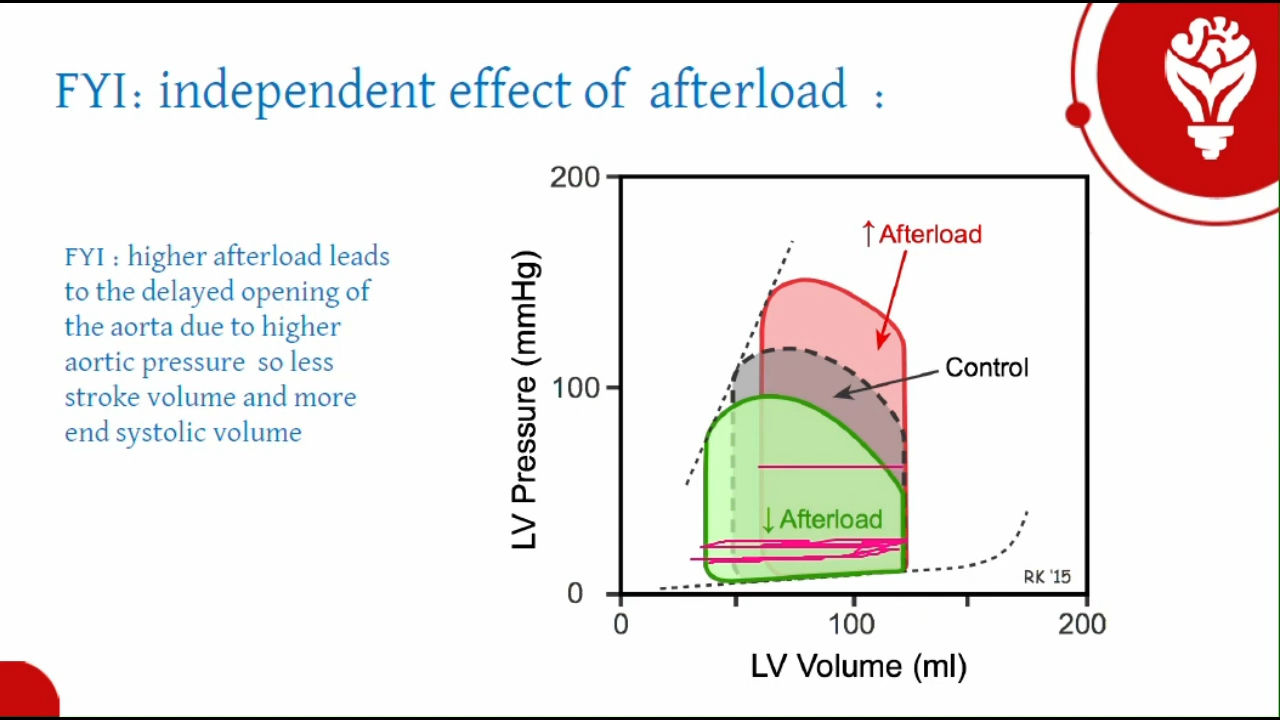 FYI: independent effect of afterload :
FYI : higher afterload leads
to the delayed opening of
the aorta due to higher
aortic pressure so less
stroke volume and more
end systolic volume
200
100
0
LV Pressure (mmHg)
↑ Afterload
Control
↓ Afterload
RK '15
0
100
200
LV Volume (ml)